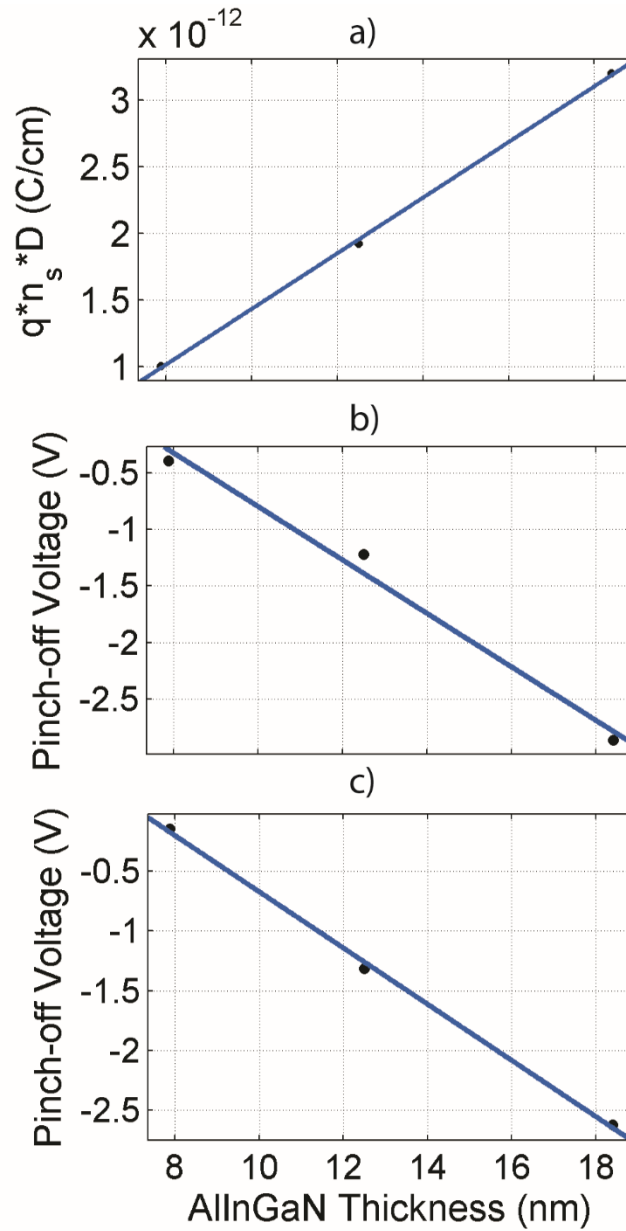 x 10^-12
a)
3
2.5
2
1.5
1
q*n_s*D (C/cm)
b)
-0.5
-1
-1.5
-2
-2.5
Pinch-off Voltage (V)
c)
-0.5
-1
-1.5
-2
-2.5
Pinch-off Voltage (V)
8 10 12 14 16 18
AlInGaN Thickness (nm)